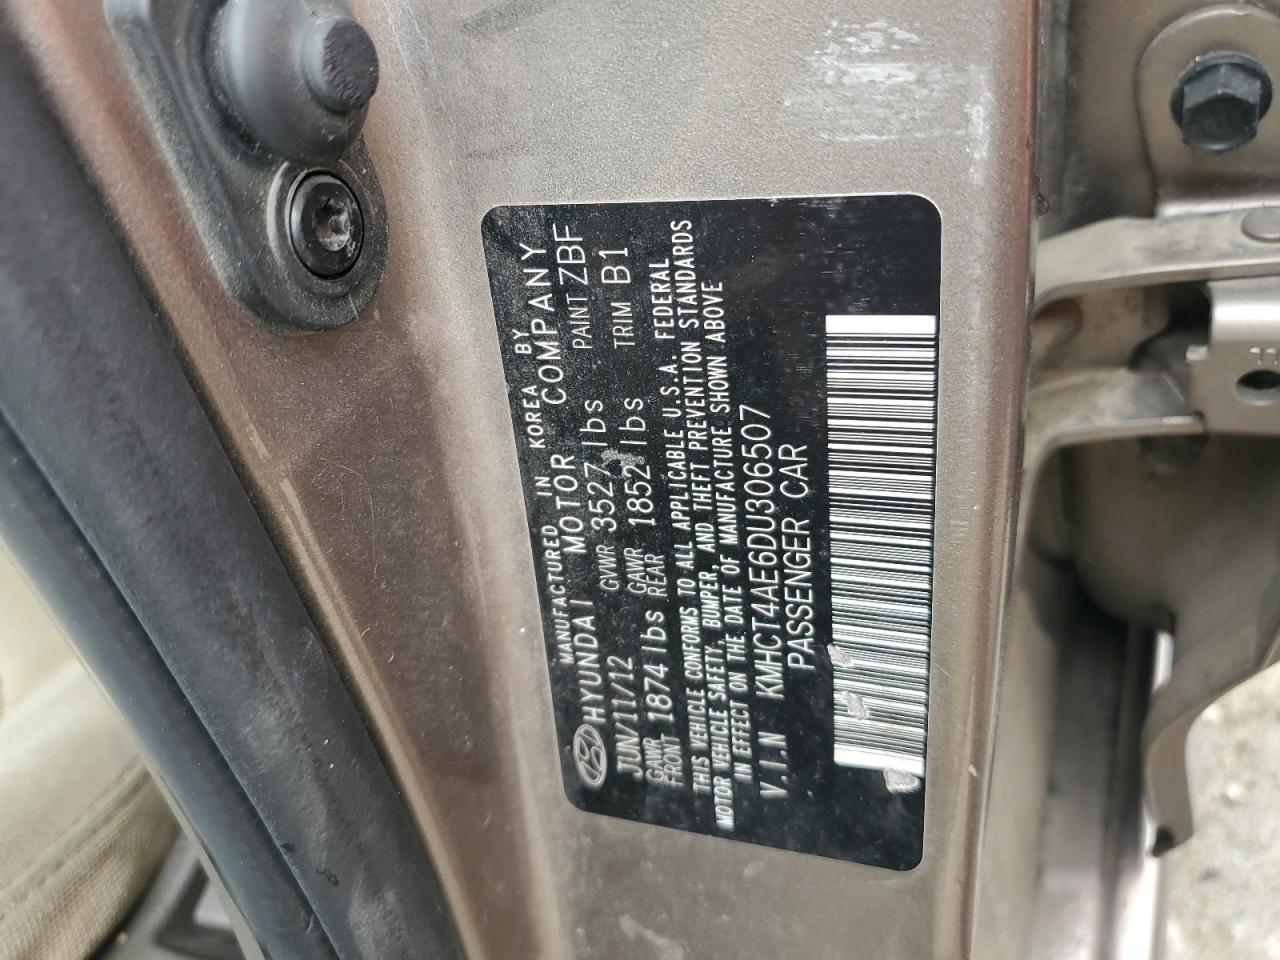 MANUFACTURED IN KOREA BY
HYUNDAI MOTOR COMPANY
JUN/11/12 GVWR 3527 lbs PAINT ZBF
GAWR FRONT 1874 lbs GAWR REAR 1852 lbs TRIM B1
THIS VEHICLE CONFORMS TO ALL APPLICABLE U.S.A. FEDERAL
MOTOR VEHICLE SAFETY, BUMPER, AND THEFT PREVENTION STANDARDS
IN EFFECT ON THE DATE OF MANUFACTURE SHOWN ABOVE
V.I.N KMHCT4AE6DU306507
PASSENGER CAR